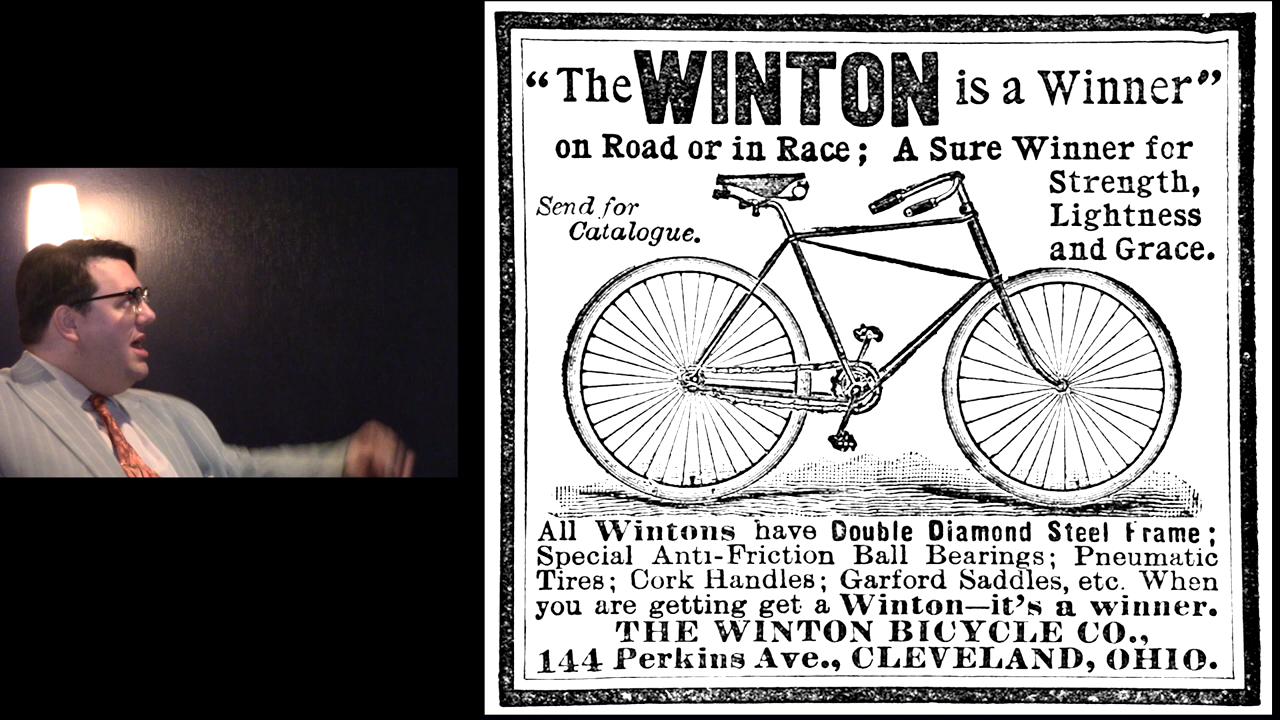 “The WINTON is a Winner”
on Road or in Race; A Sure Winner for
Strength,
Lightness
and Grace.
Send for
Catalogue.
All Wintons have Double Diamond Steel Frame;
Special Anti-Friction Ball Bearings; Pneumatic
Tires; Cork Handles; Garford Saddles, etc. When
you are getting get a Winton—it's a winner.
THE WINTON BICYCLE CO.,
144 Perkins Ave., CLEVELAND, OHIO.